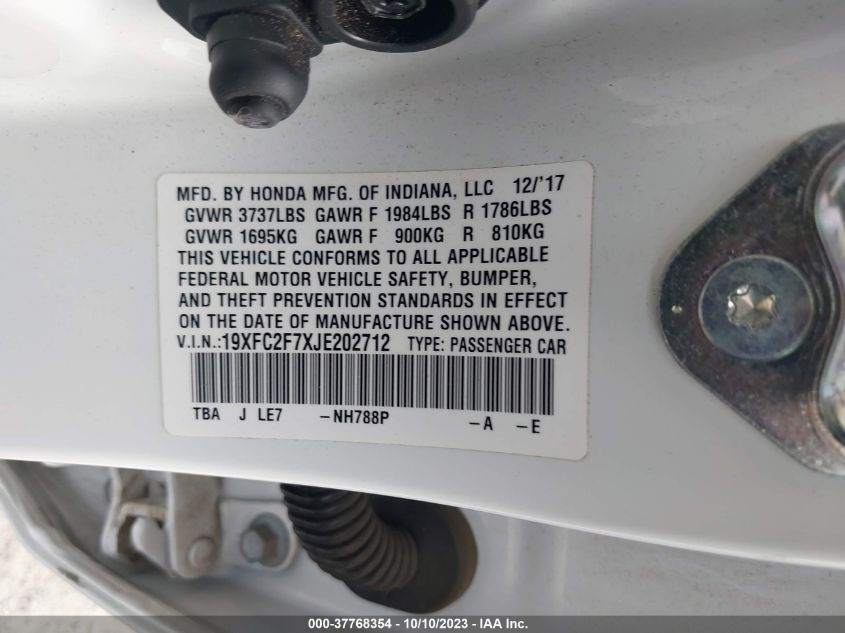 MFD. BY HONDA MFG. OF INDIANA, LLC 12/'17
GVWR 3737LBS GAWR F 1984LBS R 1786LBS
GVWR 1695KG GAWR F 900KG R 810KG
THIS VEHICLE CONFORMS TO ALL APPLICABLE
FEDERAL MOTOR VEHICLE SAFETY, BUMPER,
AND THEFT PREVENTION STANDARDS IN EFFECT
ON THE DATE OF MANUFACTURE SHOWN ABOVE.
V.I.N.:19XFC2F7XJE202712 TYPE: PASSENGER CAR
TBA J LE7 –NH788P –A –E
000-37768354 - 10/10/2023 - IAAI.com